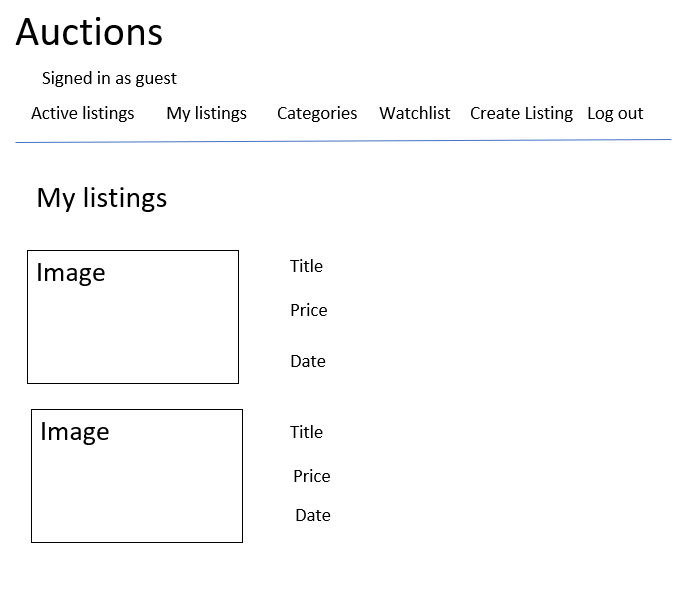 Auctions
Signed in as guest
Active listings My listings Categories Watchlist Create Listing Log out
My listings
Image
Title
Price
Date
Image
Title
Price
Date